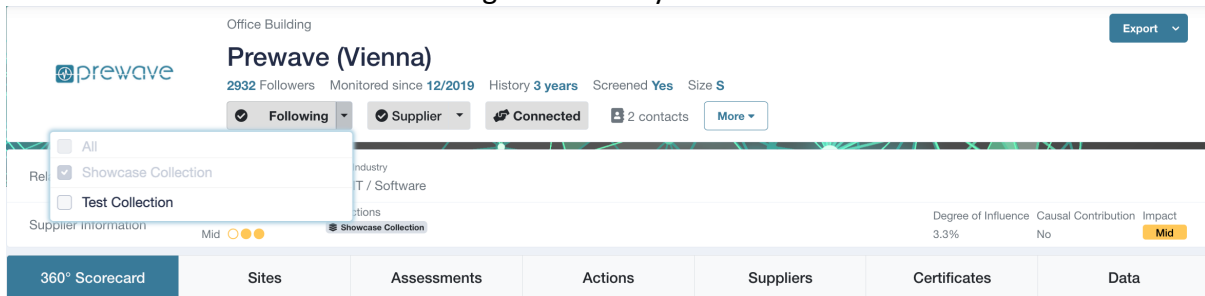 Office Building
Export
prewave
Prewave (Vienna)
2932 Followers Monitored since 12/2019 History 3 years Screened Yes Size S
Following Supplier Connected 2 contacts More
All
Showcase Collection
Test Collection
Industry
IT / Software
Supplier Information
Mid
Showcase Collection
Degree of Influence Causal Contribution Impact
3.3% No Mid
360° Scorecard Sites Assessments Actions Suppliers Certificates Data